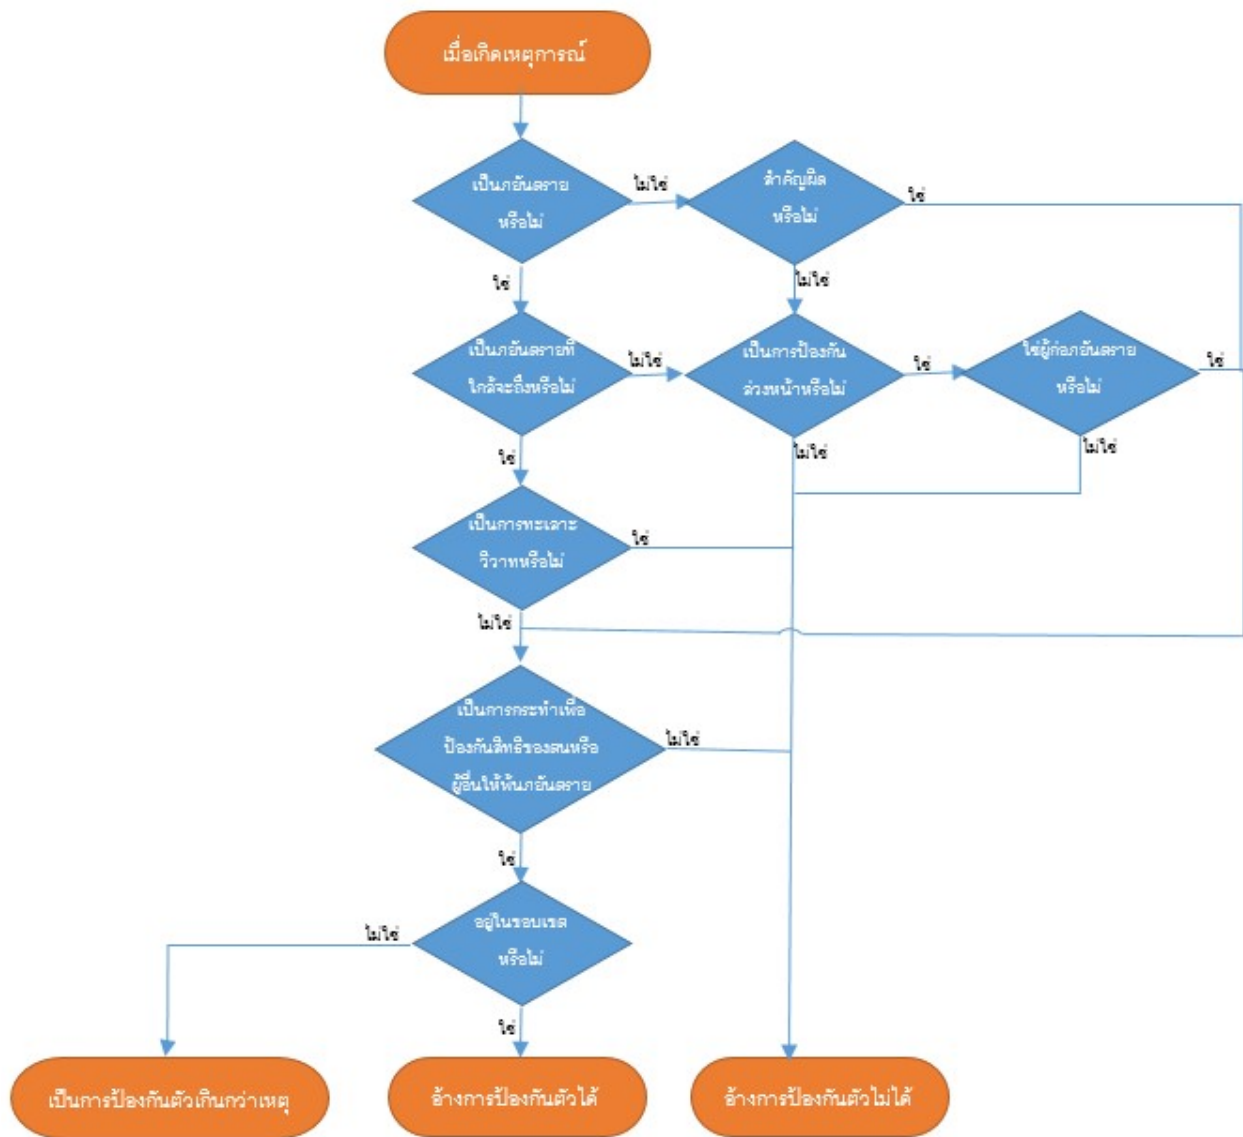 เมื่อเกิดเหตุการณ์
เป็นภยันตราย
หรือไม่
ไม่ใช่
สำคัญผิด
หรือไม่
ใช่
ใช่
ไม่ใช่
เป็นภยันตรายที่
ใกล้จะถึงหรือไม่
ไม่ใช่
เป็นการป้องกัน
ล่วงหน้าหรือไม่
ใช่
ใช่ผู้ก่อภยันตราย
หรือไม่
ใช่
ใช่
ไม่ใช่
ไม่ใช่
เป็นการทะเลาะ
วิวาทหรือไม่
ใช่
ไม่ใช่
เป็นการกระทำเพื่อ
ป้องกันสิทธิของตนหรือ
ผู้อื่นให้พ้นภยันตราย
ไม่ใช่
ใช่
อยู่ในขอบเขต
หรือไม่
ไม่ใช่
ใช่
เป็นการป้องกันตัวเกินกว่าเหตุ
อ้างการป้องกันตัวได้
อ้างการป้องกันตัวไม่ได้